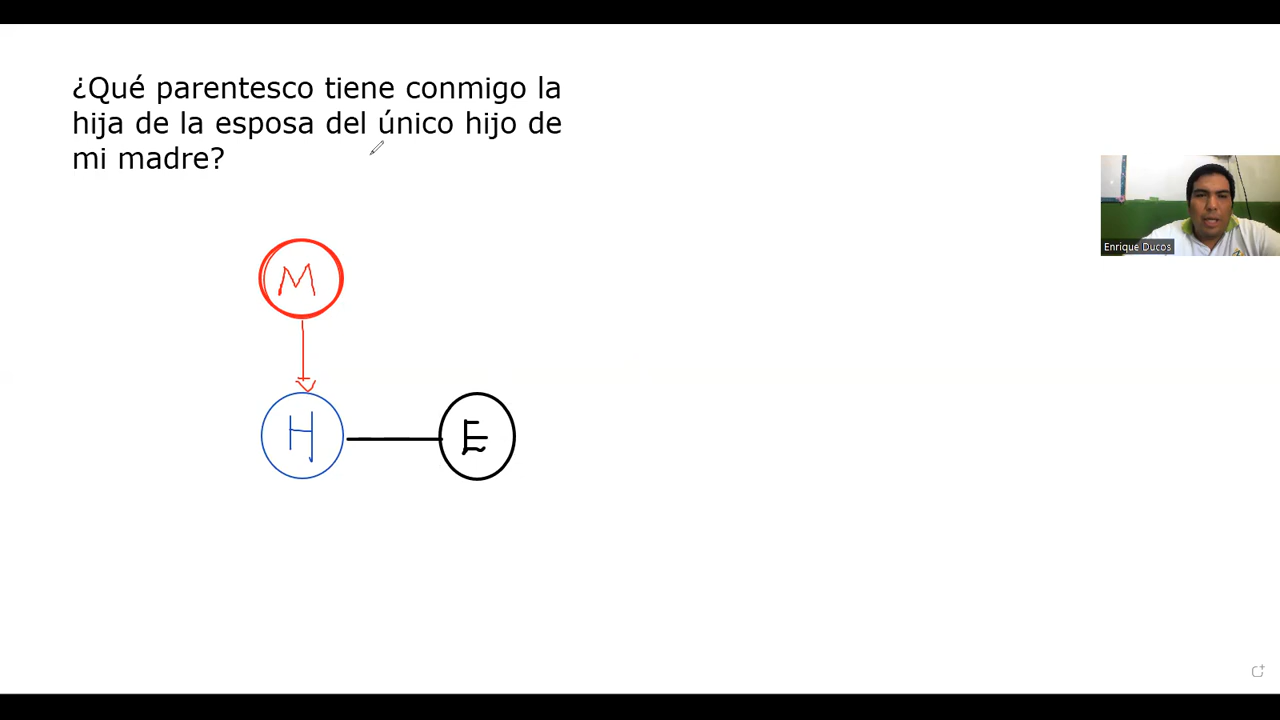 ¿Qué parentesco tiene conmigo la
hija de la esposa del único hijo de
mi madre?
Enrique Ducos
M
H
E